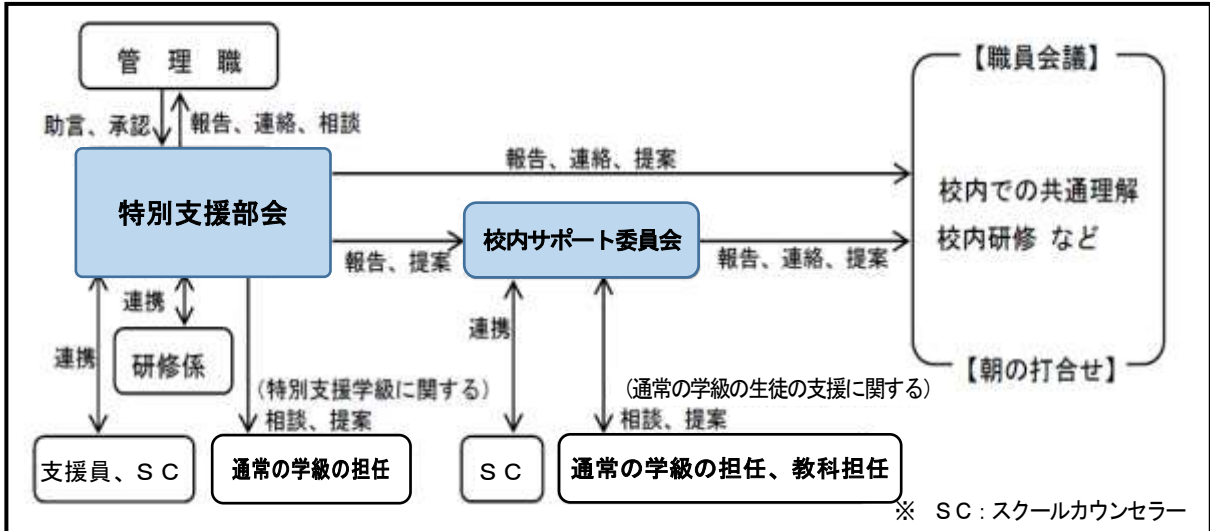 管 理 職
【職員会議】
助言、承認
報告、連絡、相談
報告、連絡、提案
特別支援部会
校内での共通理解
校内サポート委員会
校内研修 など
報告、提案
報告、連絡、提案
連携
連携
連携
研修係
【朝の打合せ】
(特別支援学級に関する)
相談、提案
(通常の学級の生徒の支援に関する)
相談、提案
支援員、ＳＣ
通常の学級の担任
ＳＣ
通常の学級の担任、教科担任
※ ＳＣ：スクールカウンセラー